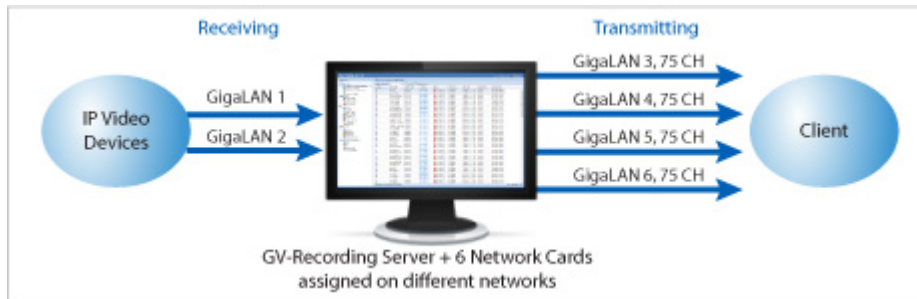 Receiving
Transmitting
IP Video
Devices
GigaLAN 1
GigaLAN 2
GigaLAN 3, 75 CH
GigaLAN 4, 75 CH
GigaLAN 5, 75 CH
GigaLAN 6, 75 CH
Client
GV-Recording Server + 6 Network Cards
assigned on different networks